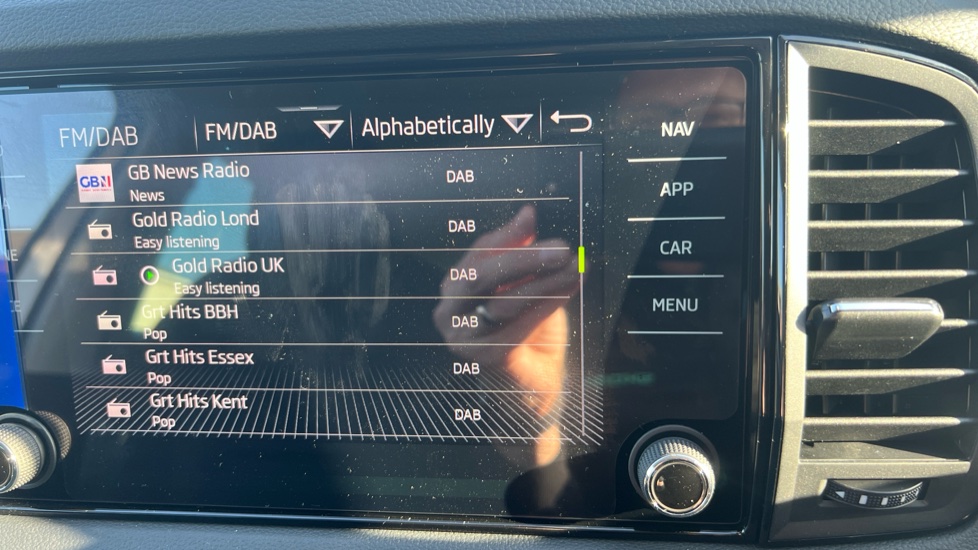 FM/DAB FM/DAB Alphabetically
GBN GB News Radio DAB
News
Gold Radio Lond DAB
Easy listening
Gold Radio UK DAB
Easy listening
Grt Hits BBH DAB
Pop
Grt Hits Essex DAB
Pop
Grt Hits Kent DAB
Pop
NAV
APP
CAR
MENU